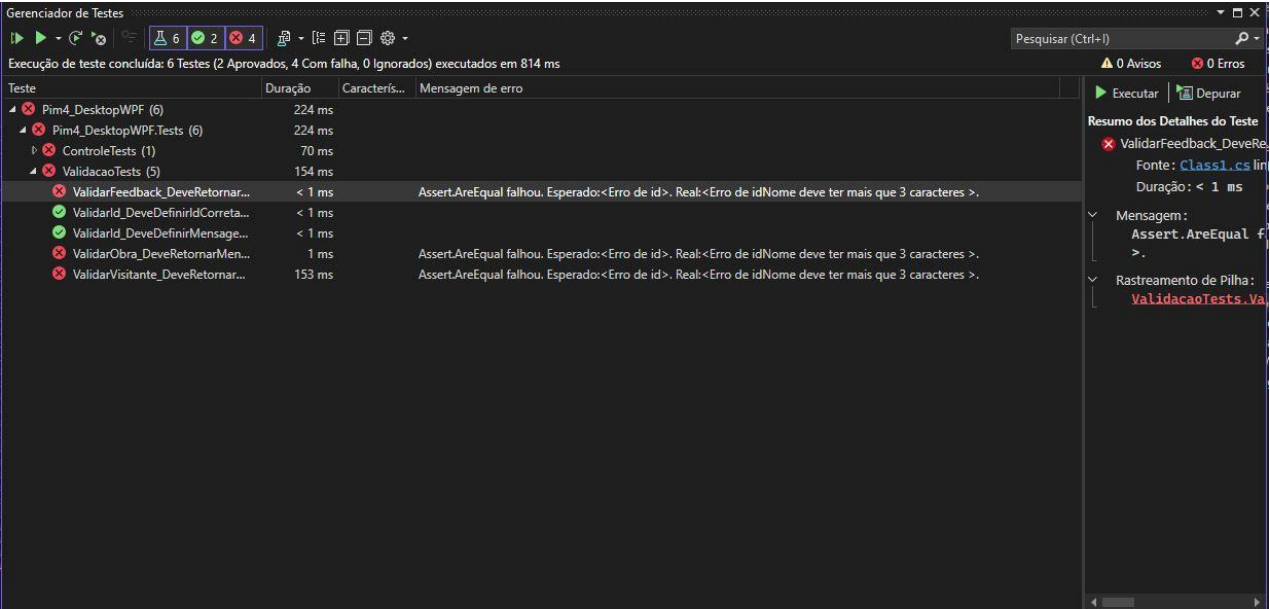 Gerenciador de Testes
6 2 4
Pesquisar (Ctrl+I)
Execução de teste concluída: 6 Testes (2 Aprovados, 4 Com falha, 0 Ignorados) executados em 814 ms
0 Avisos 0 Erros
Teste Duração Caracterís... Mensagem de erro
Pim4_DesktopWPF (6) 224 ms
Pim4_DesktopWPF.Tests (6) 224 ms
ControleTests (1) 70 ms
ValidacaoTests (5) 154 ms
ValidarFeedback_DeveRetornar... < 1 ms Assert.AreEqual falhou. Esperado:<Erro de id>. Real:<Erro de idNome deve ter mais que 3 caracteres >.
ValidarId_DeveDefinirIdCorreta... < 1 ms
ValidarId_DeveDefinirMensage... < 1 ms
ValidarObra_DeveRetornarMen... 1 ms Assert.AreEqual falhou. Esperado:<Erro de id>. Real:<Erro de idNome deve ter mais que 3 caracteres >.
ValidarVisitante_DeveRetornar... 153 ms Assert.AreEqual falhou. Esperado:<Erro de id>. Real:<Erro de idNome deve ter mais que 3 caracteres >.
Executar Depurar
Resumo dos Detalhes do Teste
ValidarFeedback_DeveRe
Fonte: Class1.cs lin
Duração: < 1 ms
Mensagem:
Assert.AreEqual f
>.
Rastreamento de Pilha:
ValidacaoTests.Va